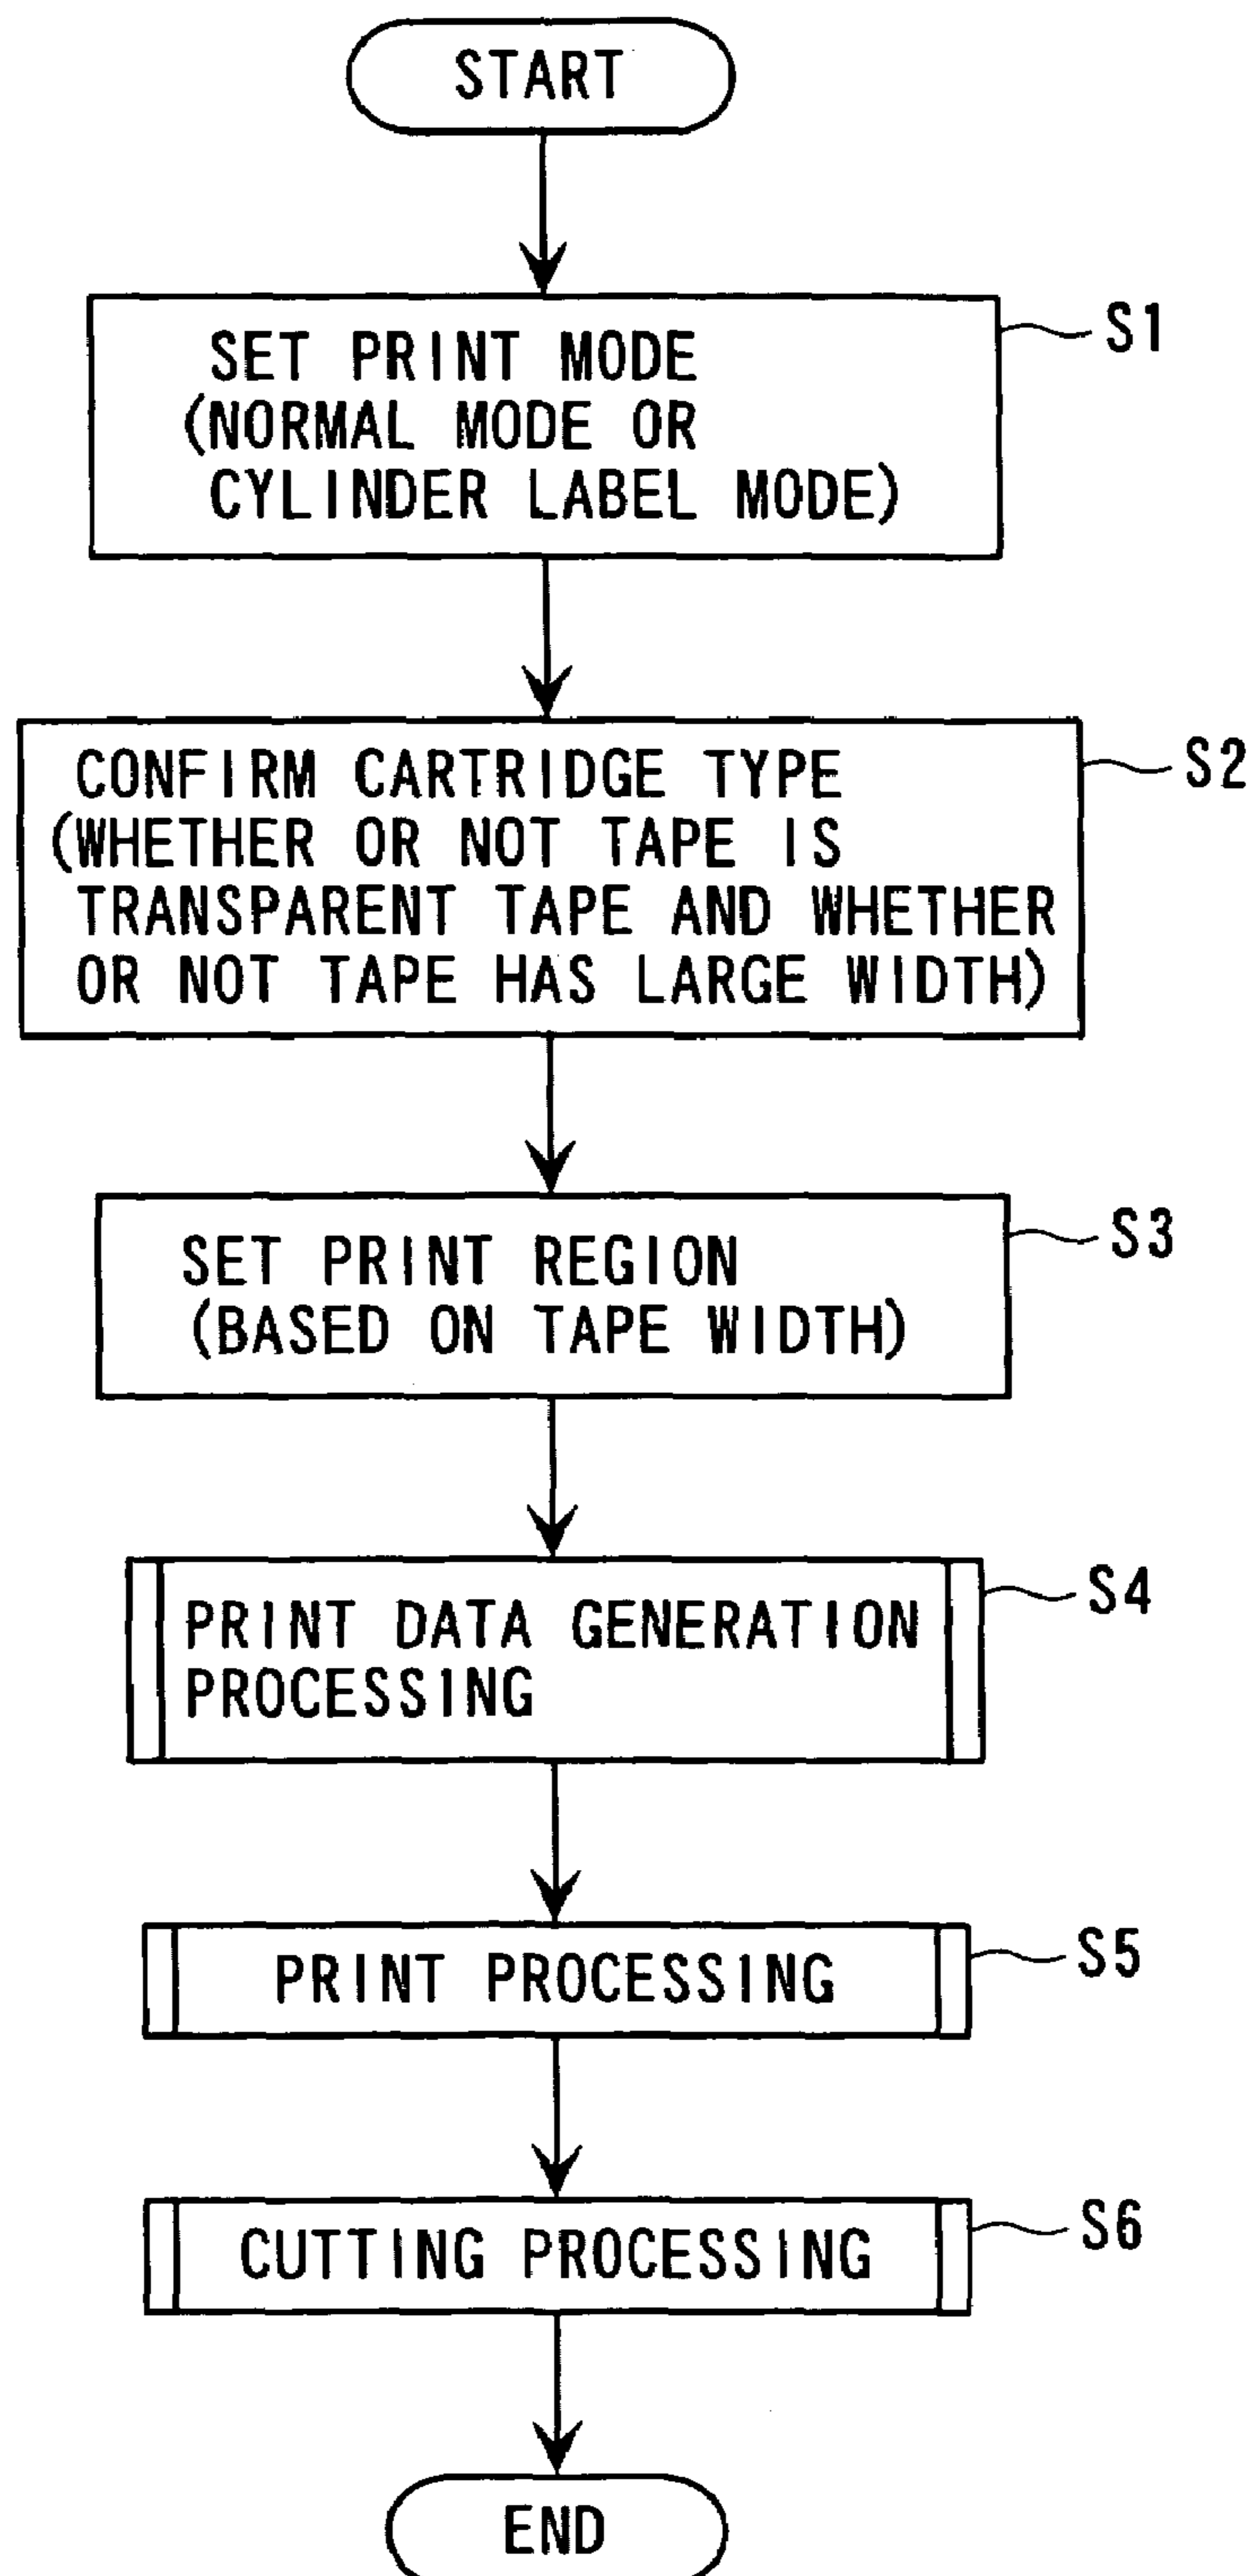 START
SET PRINT MODE
(NORMAL MODE OR
CYLINDER LABEL MODE)
S1
CONFIRM CARTRIDGE TYPE
(WHETHER OR NOT TAPE IS
TRANSPARENT TAPE AND WHETHER
OR NOT TAPE HAS LARGE WIDTH)
S2
SET PRINT REGION
(BASED ON TAPE WIDTH)
S3
PRINT DATA GENERATION
PROCESSING
S4
PRINT PROCESSING
S5
CUTTING PROCESSING
S6
END